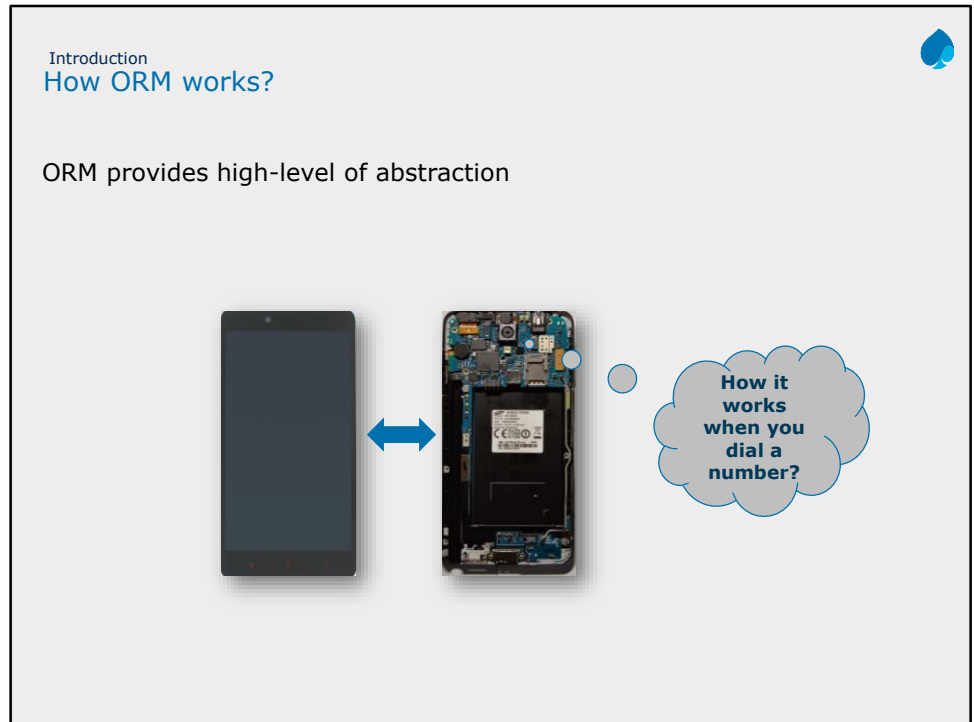 Introduction
How ORM works?
ORM provides high-level of abstraction
How it
works
when you
dial a
number?